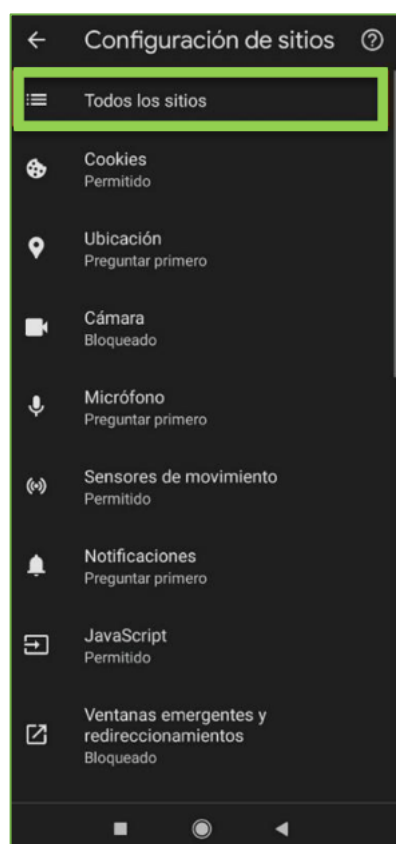 Configuración de sitios
Todos los sitios
Cookies
Permitido
Ubicación
Preguntar primero
Cámara
Bloqueado
Micrófono
Preguntar primero
Sensores de movimiento
Permitido
Notificaciones
Preguntar primero
JavaScript
Permitido
Ventanas emergentes y
redireccionamientos
Bloqueado